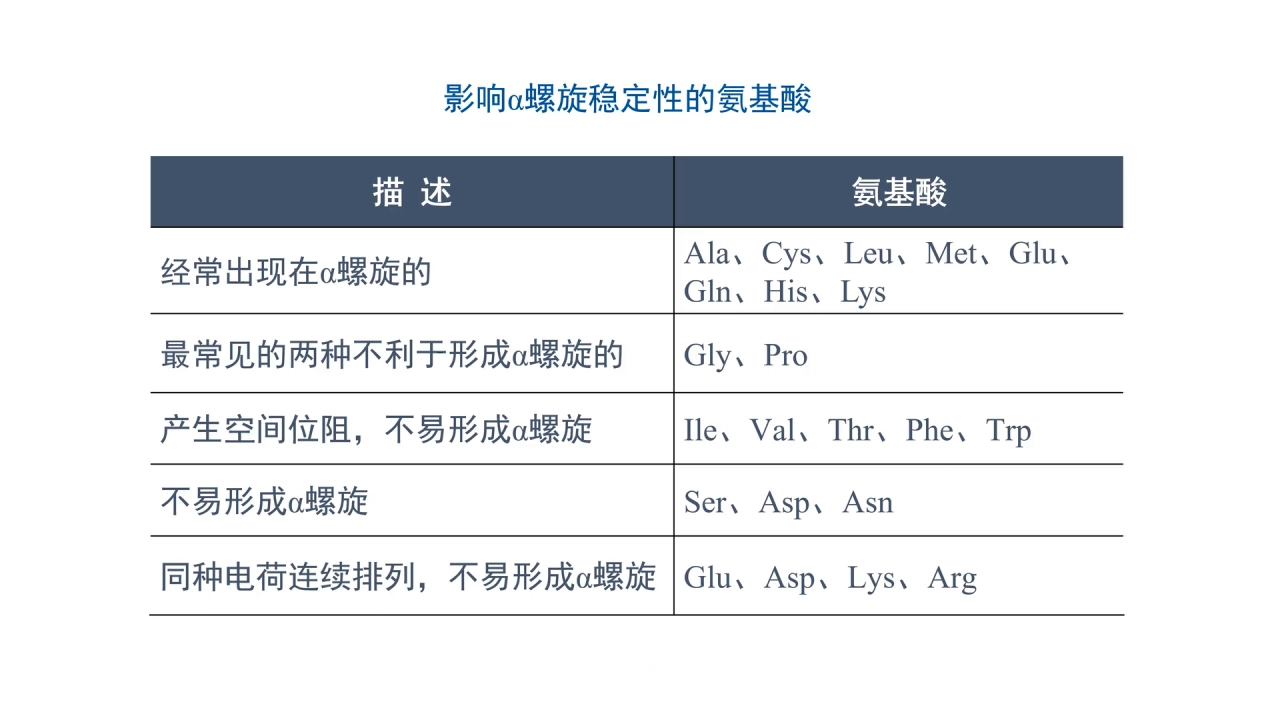 影响α螺旋稳定性的氨基酸
描 述
氨基酸
经常出现在α螺旋的
Ala、Cys、Leu、Met、Glu、
Gln、His、Lys
最常见的两种不利于形成α螺旋的
Gly、Pro
产生空间位阻，不易形成α螺旋
Ile、Val、Thr、Phe、Trp
不易形成α螺旋
Ser、Asp、Asn
同种电荷连续排列，不易形成α螺旋
Glu、Asp、Lys、Arg